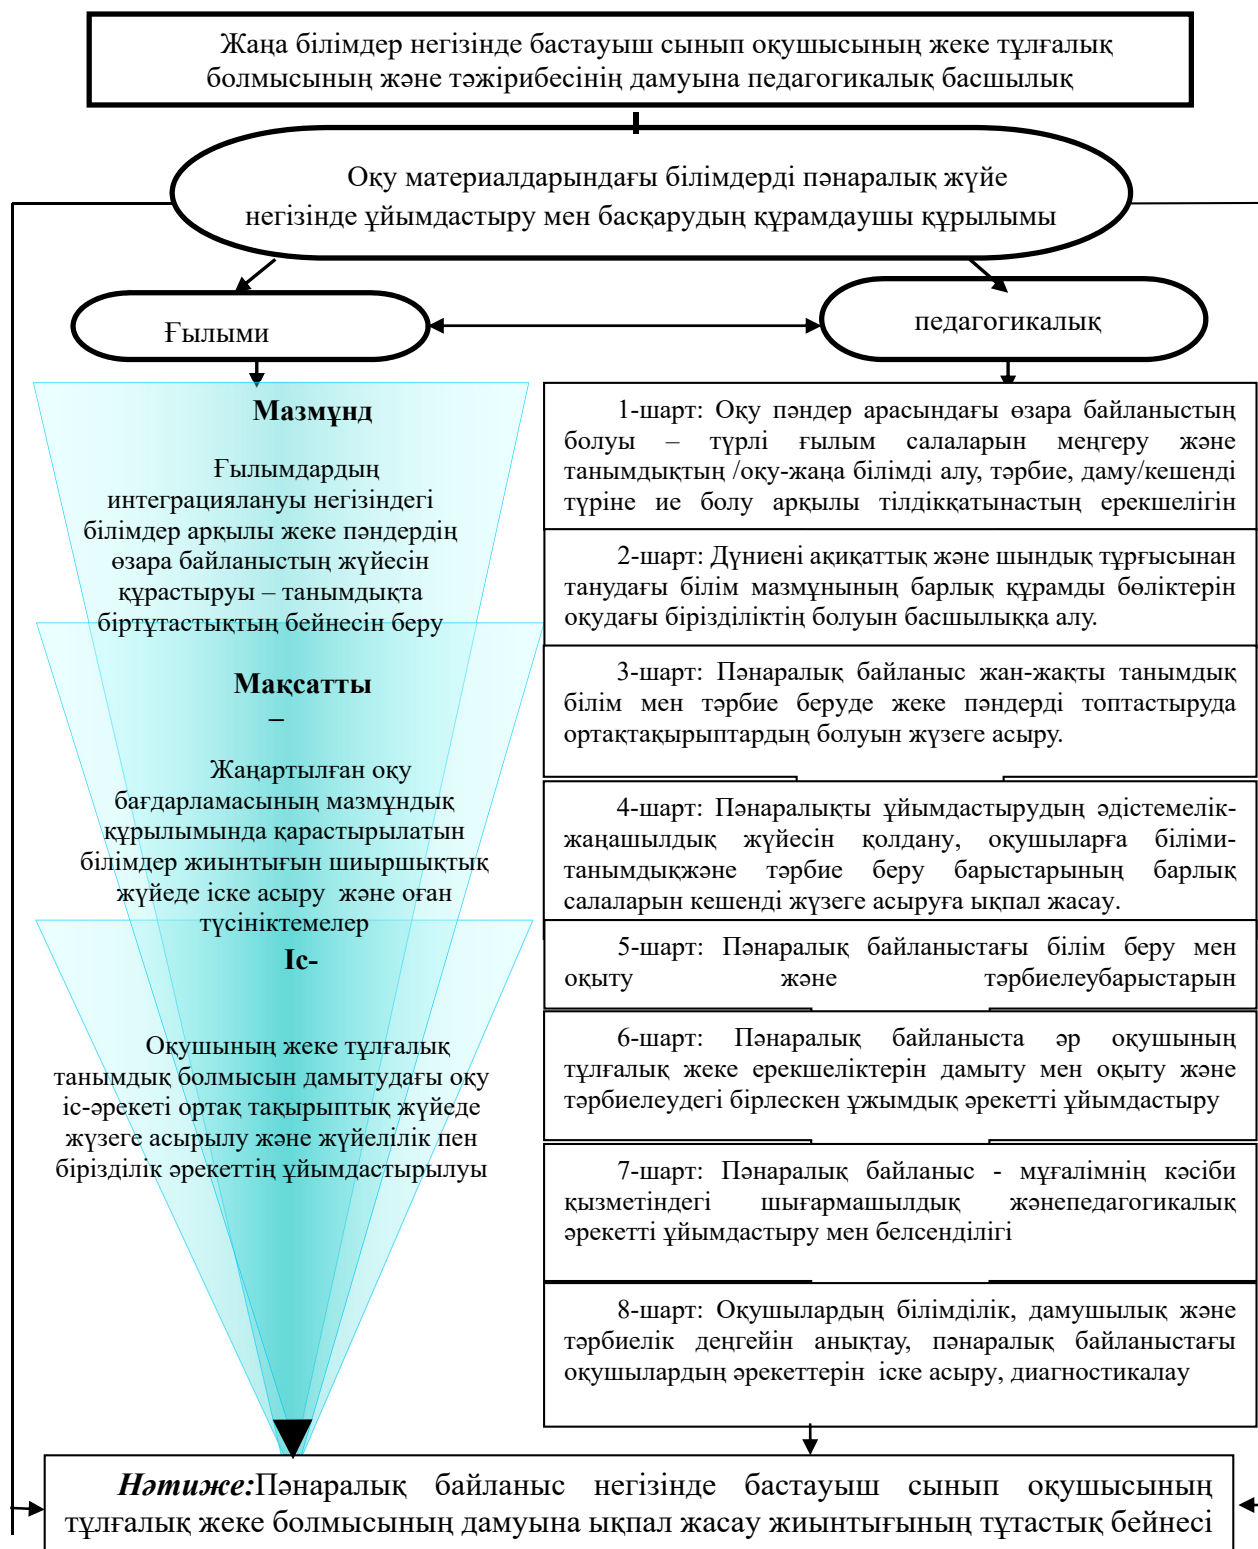 Жаңа білімдер негізінде бастауыш сынып оқушысының жеке тұлғалық
болмысының және тәжірибесінің дамуына педагогикалық басшылық
Оқу материалдарындағы білімдерді пәнаралық жүйе
негізінде ұйымдастыру мен басқарудың құрамдаушы құрылымы
Ғылыми
педагогикалық
Мазмұнд
Ғылымдардың
интеграциялануы негізіндегі
білімдер арқылы жеке пәндердің
өзара байланыстың жүйесін
құрастыруы – танымдықта
біртұтастықтың бейнесін беру
Мақсатты
–
Жаңартылған оқу
бағдарламасының мазмұндық
құрылымында қарастырылатын
білімдер жиынтығын шиыршықтық
жүйеде іске асыру және оған
түсініктемелер
Іс-
Оқушының жеке тұлғалық
танымдық болмысын дамытудағы оқу
іс-әрекеті ортақ тақырыптық жүйеде
жүзеге асырылу және жүйелілік пен
бірізділік әрекеттің ұйымдастырылуы
1-шарт: Оқу пәндер арасындағы өзара байланыстың
болуы – түрлі ғылым салаларын меңгеру және
танымдықтың /оқу-жаңа білімді алу, тәрбие, даму/кешенді
түріне ие болу арқылы тілдікқатынастың ерекшелігін
2-шарт: Дүниені ақиқаттық және шындық тұрғысынан
танудағы білім мазмұнының барлық құрамды бөліктерін
оқудағы бірізділіктің болуын басшылыққа алу.
3-шарт: Пәнаралық байланыс жан-жақты танымдық
білім мен тәрбие беруде жеке пәндерді топтастыруда
ортақтақырыптардың болуын жүзеге асыру.
4-шарт: Пәнаралықты ұйымдастырудың әдістемелік-
жаңашылдық жүйесін қолдану, оқушыларға біліми-
танымдықжәне тәрбие беру барыстарының барлық
салаларын кешенді жүзеге асыруға ықпал жасау.
5-шарт: Пәнаралық байланыстағы білім беру мен
оқыту және тәрбиелеубарыстарын
6-шарт: Пәнаралық байланыста әр оқушының
тұлғалық жеке ерекшеліктерін дамыту мен оқыту және
тәрбиелеудегі бірлескен ұжымдық әрекетті ұйымдастыру
7-шарт: Пәнаралық байланыс - мұғалімнің кәсіби
қызметіндегі шығармашылдық жәнепедагогикалық
әрекетті ұйымдастыру мен белсенділігі
8-шарт: Оқушылардың білімділік, дамушылық және
тәрбиелік деңгейін анықтау, пәнаралық байланыстағы
оқушылардың әрекеттерін іске асыру, диагностикалау
Нәтиже:Пәнаралық байланыс негізінде бастауыш сынып оқушысының
тұлғалық жеке болмысының дамуына ықпал жасау жиынтығының тұтастық бейнесі